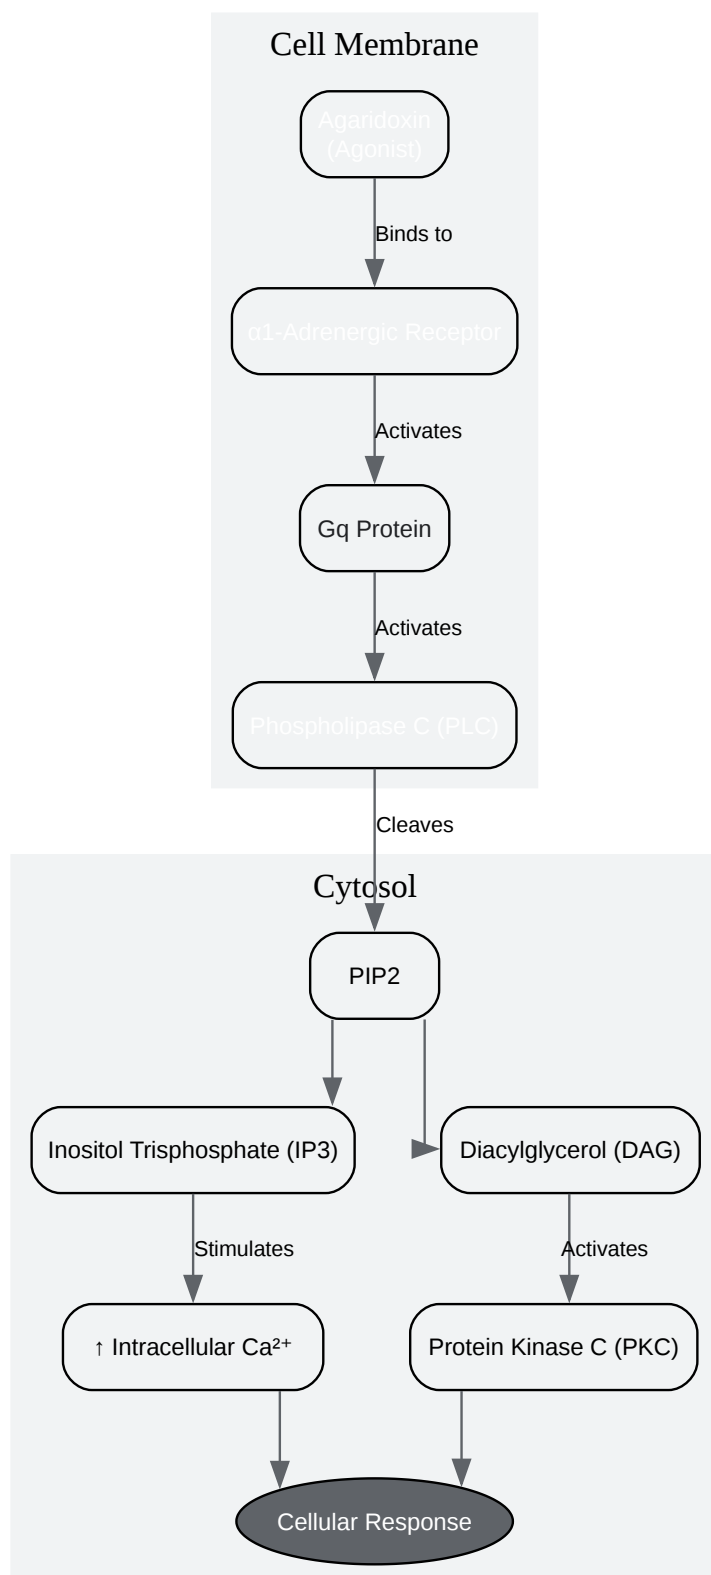 Cell Membrane
Agaridoxin
(Agonist)
Binds to
α1-Adrenergic Receptor
Activates
Gq Protein
Activates
Phospholipase C (PLC)
Cleaves
Cytosol
PIP2
Inositol Trisphosphate (IP3)
Diacylglycerol (DAG)
Stimulates
Activates
↑ Intracellular Ca²⁺
Protein Kinase C (PKC)
Cellular Response